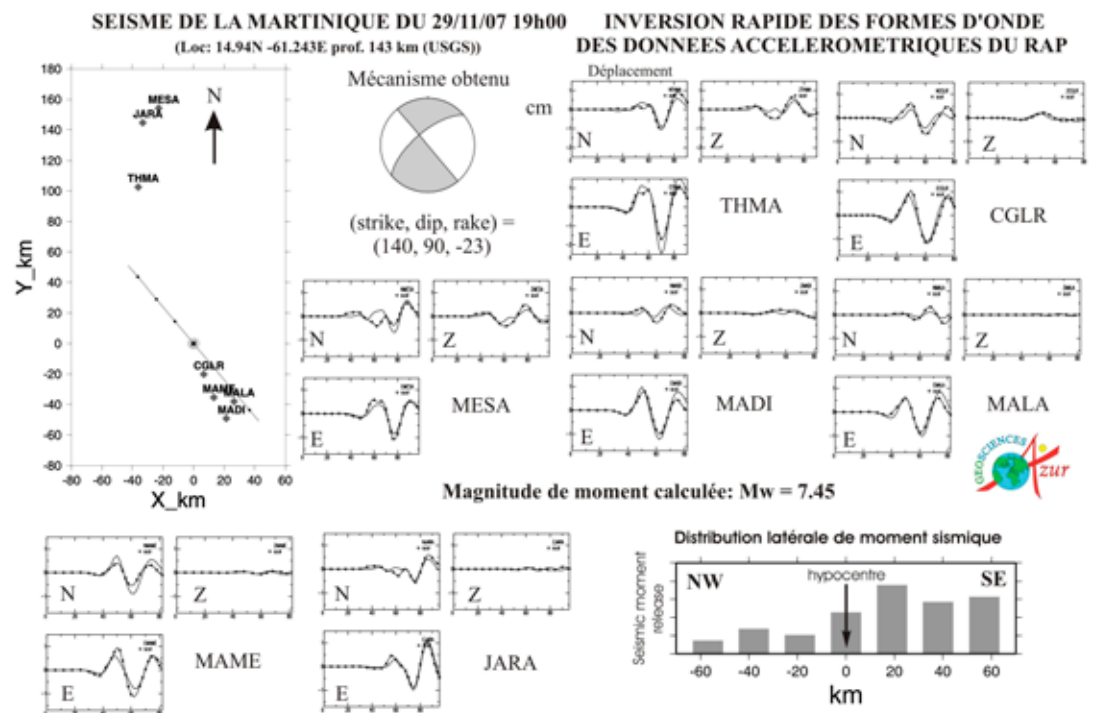 SEISME DE LA MARTINIQUE DU 29/11/07 19h00
(Loc: 14.94N -61.243E prof. 143 km (USGS))
INVERSION RAPIDE DES FORMES D'ONDE
DES DONNEES ACCELEROMETRIQUES DU RAP
Y_km
180
160
140
120
100
80
60
40
20
0
-20
-40
-60
-80
MESA
JARA
THMA
CGLR
MAME
MALA
MADI
N
-80 -60 -40 -20 0 20 40 60
X_km
Mécanisme obtenu
(strike, dip, rake) =
(140, 90, -23)
Déplacement
cm
N
Z
E
THMA
N
Z
E
CGLR
N
Z
E
MESA
N
Z
E
MADI
N
Z
E
MALA
GEOSCIENCES
Azur
Magnitude de moment calculée: Mw = 7.45
N
Z
E
MAME
N
Z
E
JARA
Distribution latérale de moment sismique
Seismic moment
release
NW
hypocentre
SE
-60 -40 -20 0 20 40 60
km